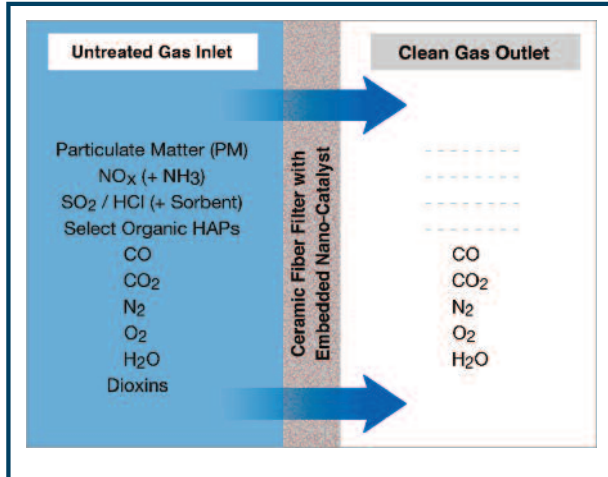 Untreated Gas Inlet
Clean Gas Outlet
Particulate Matter (PM)
NOX (+ NH3)
SO2 / HCl (+ Sorbent)
Select Organic HAPs
CO
CO2
N2
O2
H2O
Dioxins
Ceramic Fiber Filter with
Embedded Nano-Catalyst
CO
CO2
N2
O2
H2O